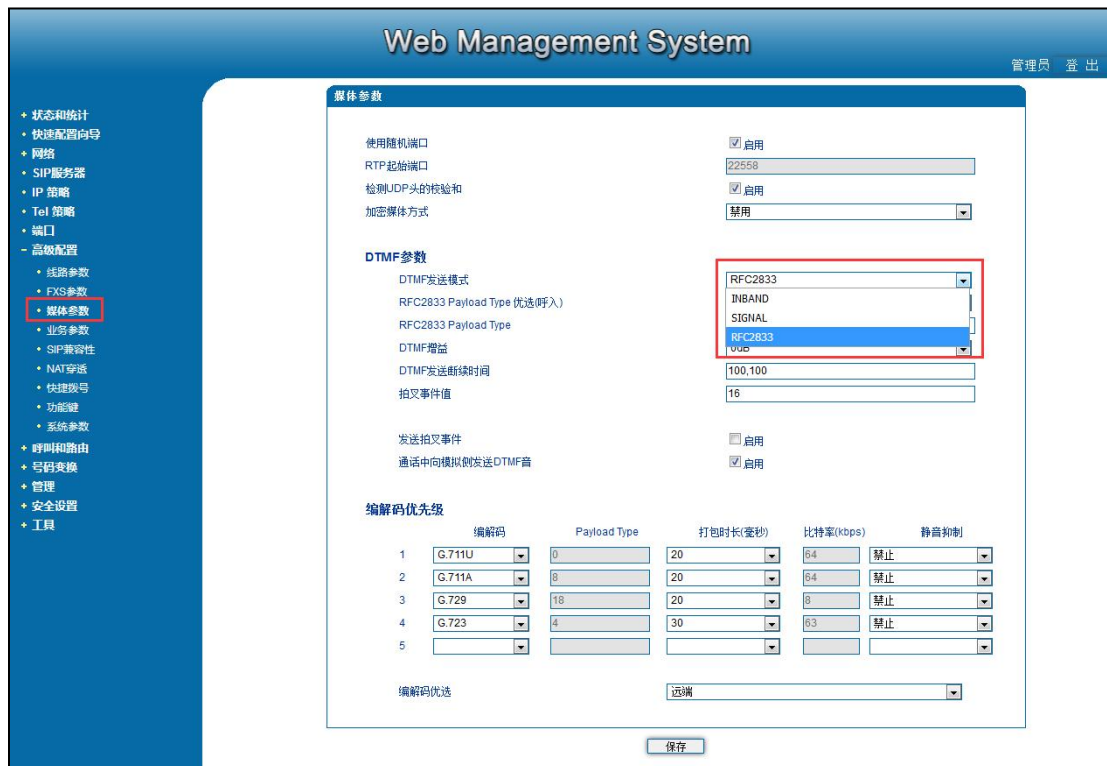 Web Management System
管理员 登 出
+ 状态和统计
• 快速配置向导
+ 网络
• SIP服务器
+ IP 策略
+ Tel 策略
• 端口
- 高级配置
• 线路参数
• FXS参数
• 媒体参数
• 业务参数
• SIP兼容性
• NAT穿透
• 快捷拨号
• 功能键
• 系统参数
+ 呼叫和路由
+ 号码变换
+ 管理
+ 安全设置
+ 工具
媒体参数
使用随机端口 启用
RTP起始端口 22558
检测UDP头的校验和 启用
加密媒体方式 禁用
DTMF参数
DTMF发送模式 RFC2833
INBAND
SIGNAL
RFC2833
RFC2833 Payload Type 优选(呼入)
RFC2833 Payload Type
DTMF增益 0dB
DTMF发送断续时间 100,100
拍叉事件值 16
发送拍叉事件 启用
通话中向模拟侧发送DTMF音 启用
编解码优先级
编解码 Payload Type 打包时长(毫秒) 比特率(kbps) 静音抑制
1 G.711U 0 20 64 禁止
2 G.711A 8 20 64 禁止
3 G.729 18 20 8 禁止
4 G.723 4 30 63 禁止
5
编解码优选 远端
保存